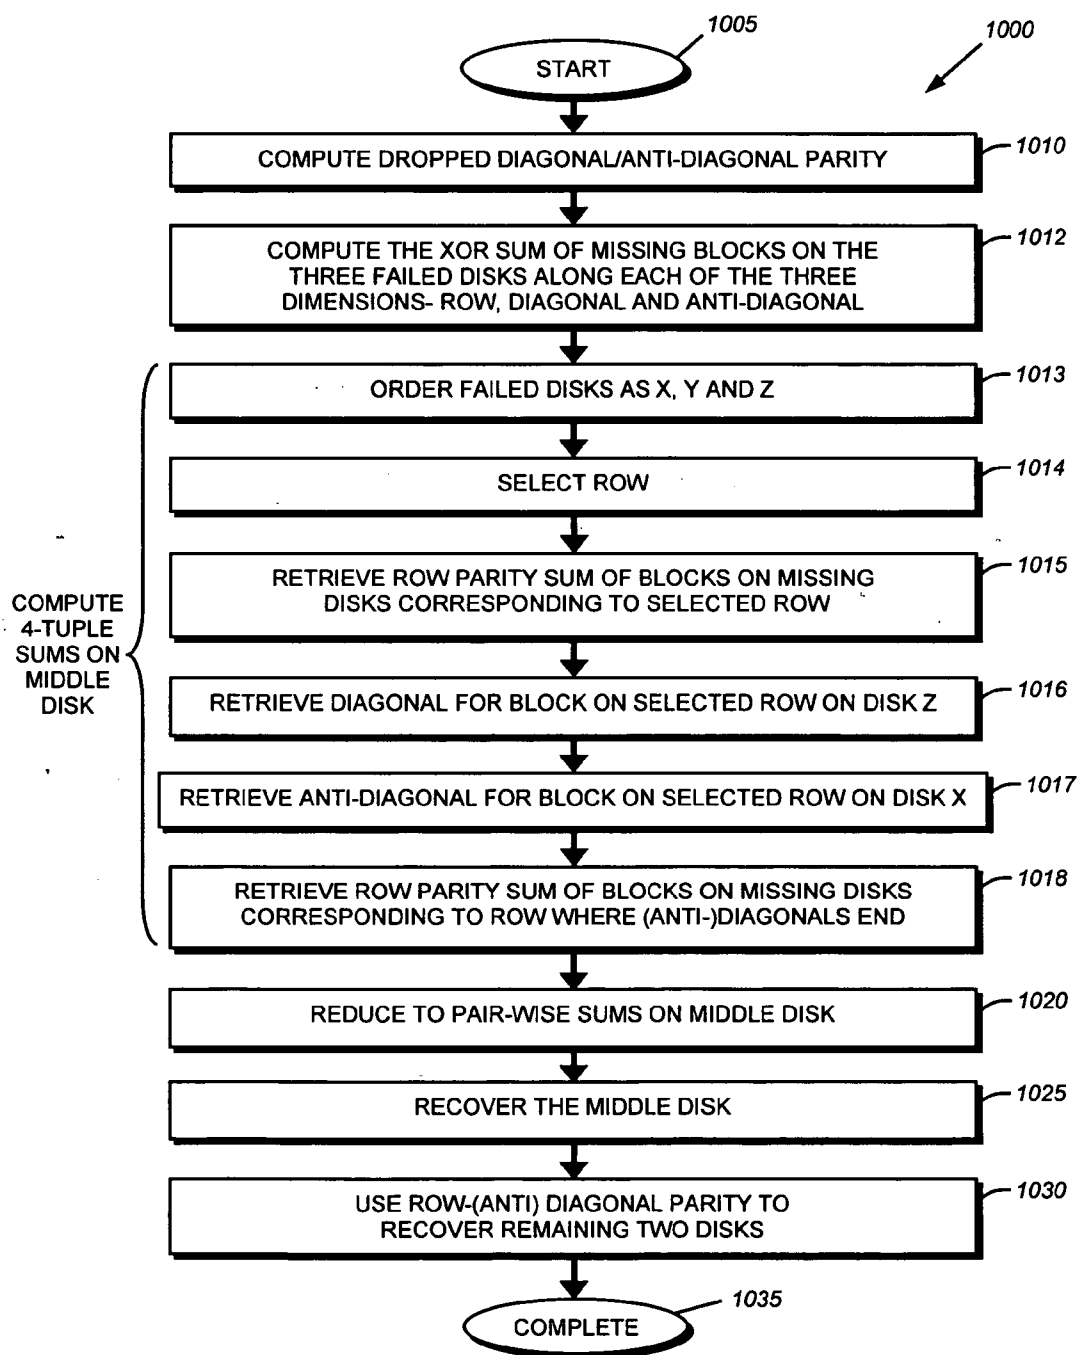 1005
1000
START
COMPUTE DROPPED DIAGONAL/ANTI-DIAGONAL PARITY
1010
COMPUTE THE XOR SUM OF MISSING BLOCKS ON THE
THREE FAILED DISKS ALONG EACH OF THE THREE
DIMENSIONS- ROW, DIAGONAL AND ANTI-DIAGONAL
1012
ORDER FAILED DISKS AS X, Y AND Z
1013
SELECT ROW
1014
RETRIEVE ROW PARITY SUM OF BLOCKS ON MISSING
DISKS CORRESPONDING TO SELECTED ROW
1015
COMPUTE
4-TUPLE
SUMS ON
MIDDLE
DISK
RETRIEVE DIAGONAL FOR BLOCK ON SELECTED ROW ON DISK Z
1016
RETRIEVE ANTI-DIAGONAL FOR BLOCK ON SELECTED ROW ON DISK X
1017
RETRIEVE ROW PARITY SUM OF BLOCKS ON MISSING DISKS
CORRESPONDING TO ROW WHERE (ANTI-)DIAGONALS END
1018
REDUCE TO PAIR-WISE SUMS ON MIDDLE DISK
1020
RECOVER THE MIDDLE DISK
1025
USE ROW-(ANTI) DIAGONAL PARITY TO
RECOVER REMAINING TWO DISKS
1030
1035
COMPLETE